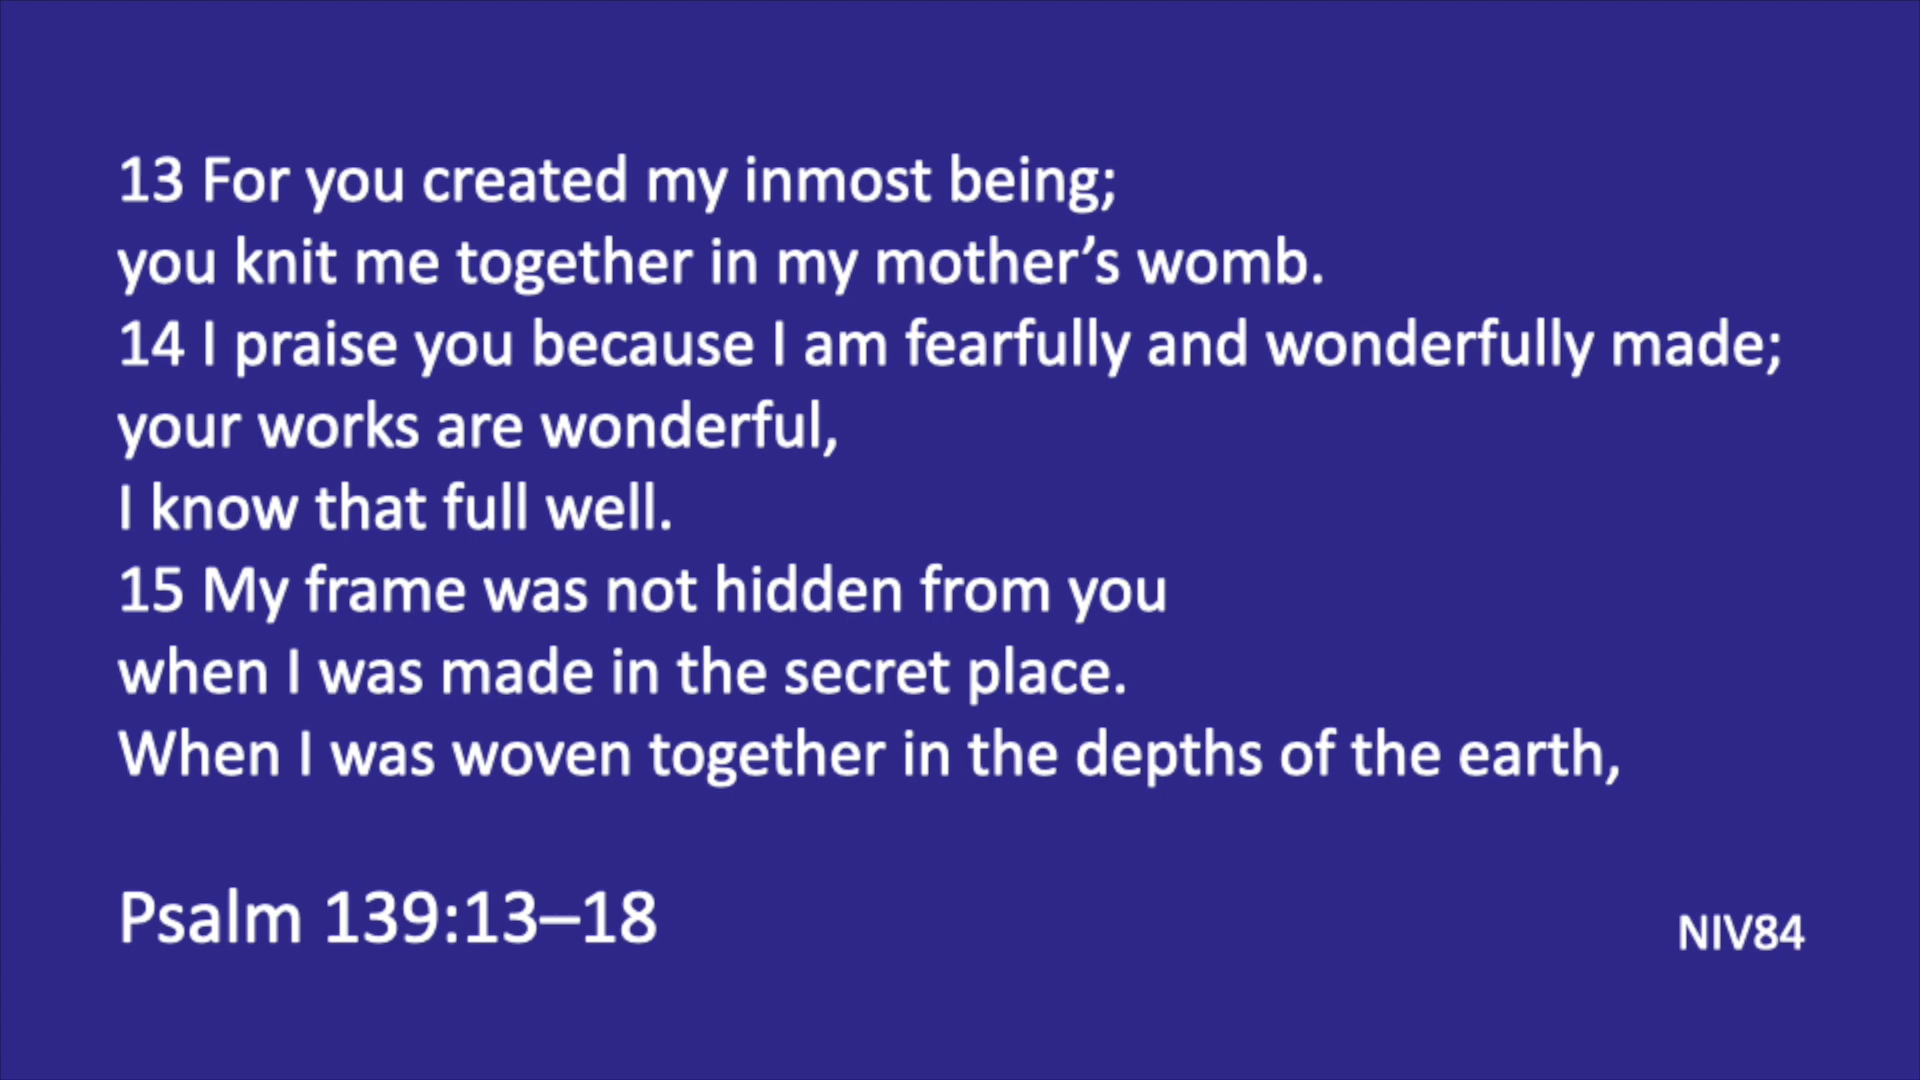 13 For you created my inmost being;
you knit me together in my mother’s womb.
14 I praise you because I am fearfully and wonderfully made;
your works are wonderful,
I know that full well.
15 My frame was not hidden from you
when I was made in the secret place.
When I was woven together in the depths of the earth,
Psalm 139:13–18
NIV84